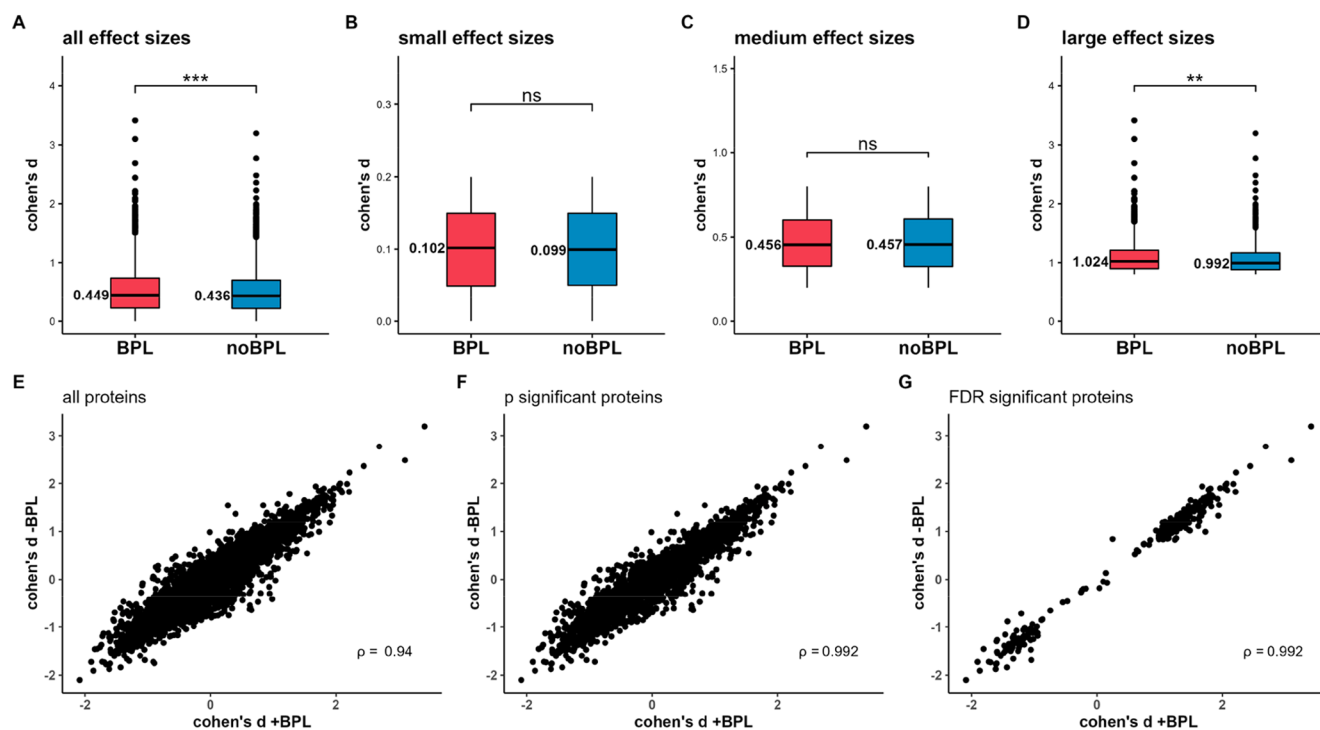 A
all effect sizes
cohen's d
4
3
2
1
0
***
0.449
0.436
BPL
noBPL
B
small effect sizes
cohen's d
0.3
0.2
0.1
0.0
ns
0.102
0.099
BPL
noBPL
C
medium effect sizes
cohen's d
1.5
1.0
0.5
0.0
ns
0.456
0.457
BPL
noBPL
D
large effect sizes
cohen's d
4
3
2
1
0
**
1.024
0.992
BPL
noBPL
E
all proteins
cohen's d -BPL
3
2
1
0
-1
-2
ρ = 0.94
-2 0 2
cohen's d +BPL
F
p significant proteins
cohen's d -BPL
3
2
1
0
-1
-2
ρ = 0.992
-2 0 2
cohen's d +BPL
G
FDR significant proteins
cohen's d -BPL
3
2
1
0
-1
-2
ρ = 0.992
-2 0 2
cohen's d +BPL